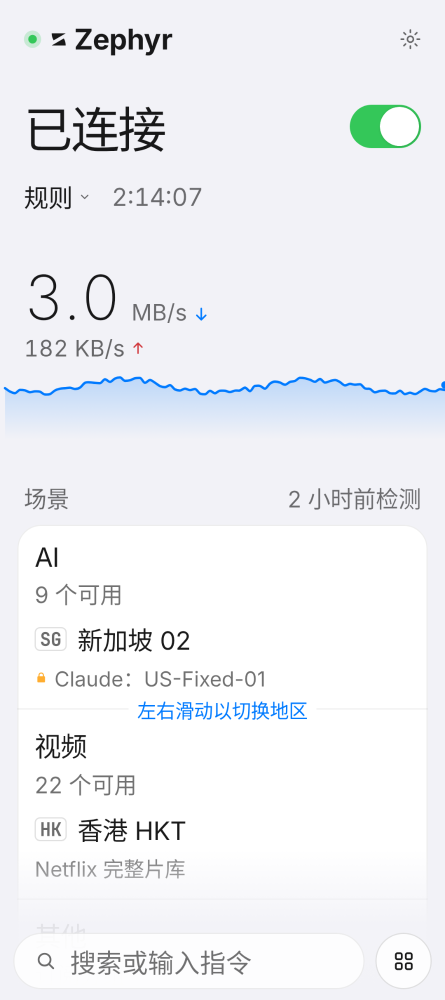 Zephyr
已连接
规则 2:14:07
3.0 MB/s ↓
182 KB/s ↑
场景 2 小时前检测
AI
9 个可用
SG 新加坡 02
Claude：US-Fixed-01
左右滑动以切换地区
视频
22 个可用
HK 香港 HKT
Netflix 完整片库
其他
搜索或输入指令